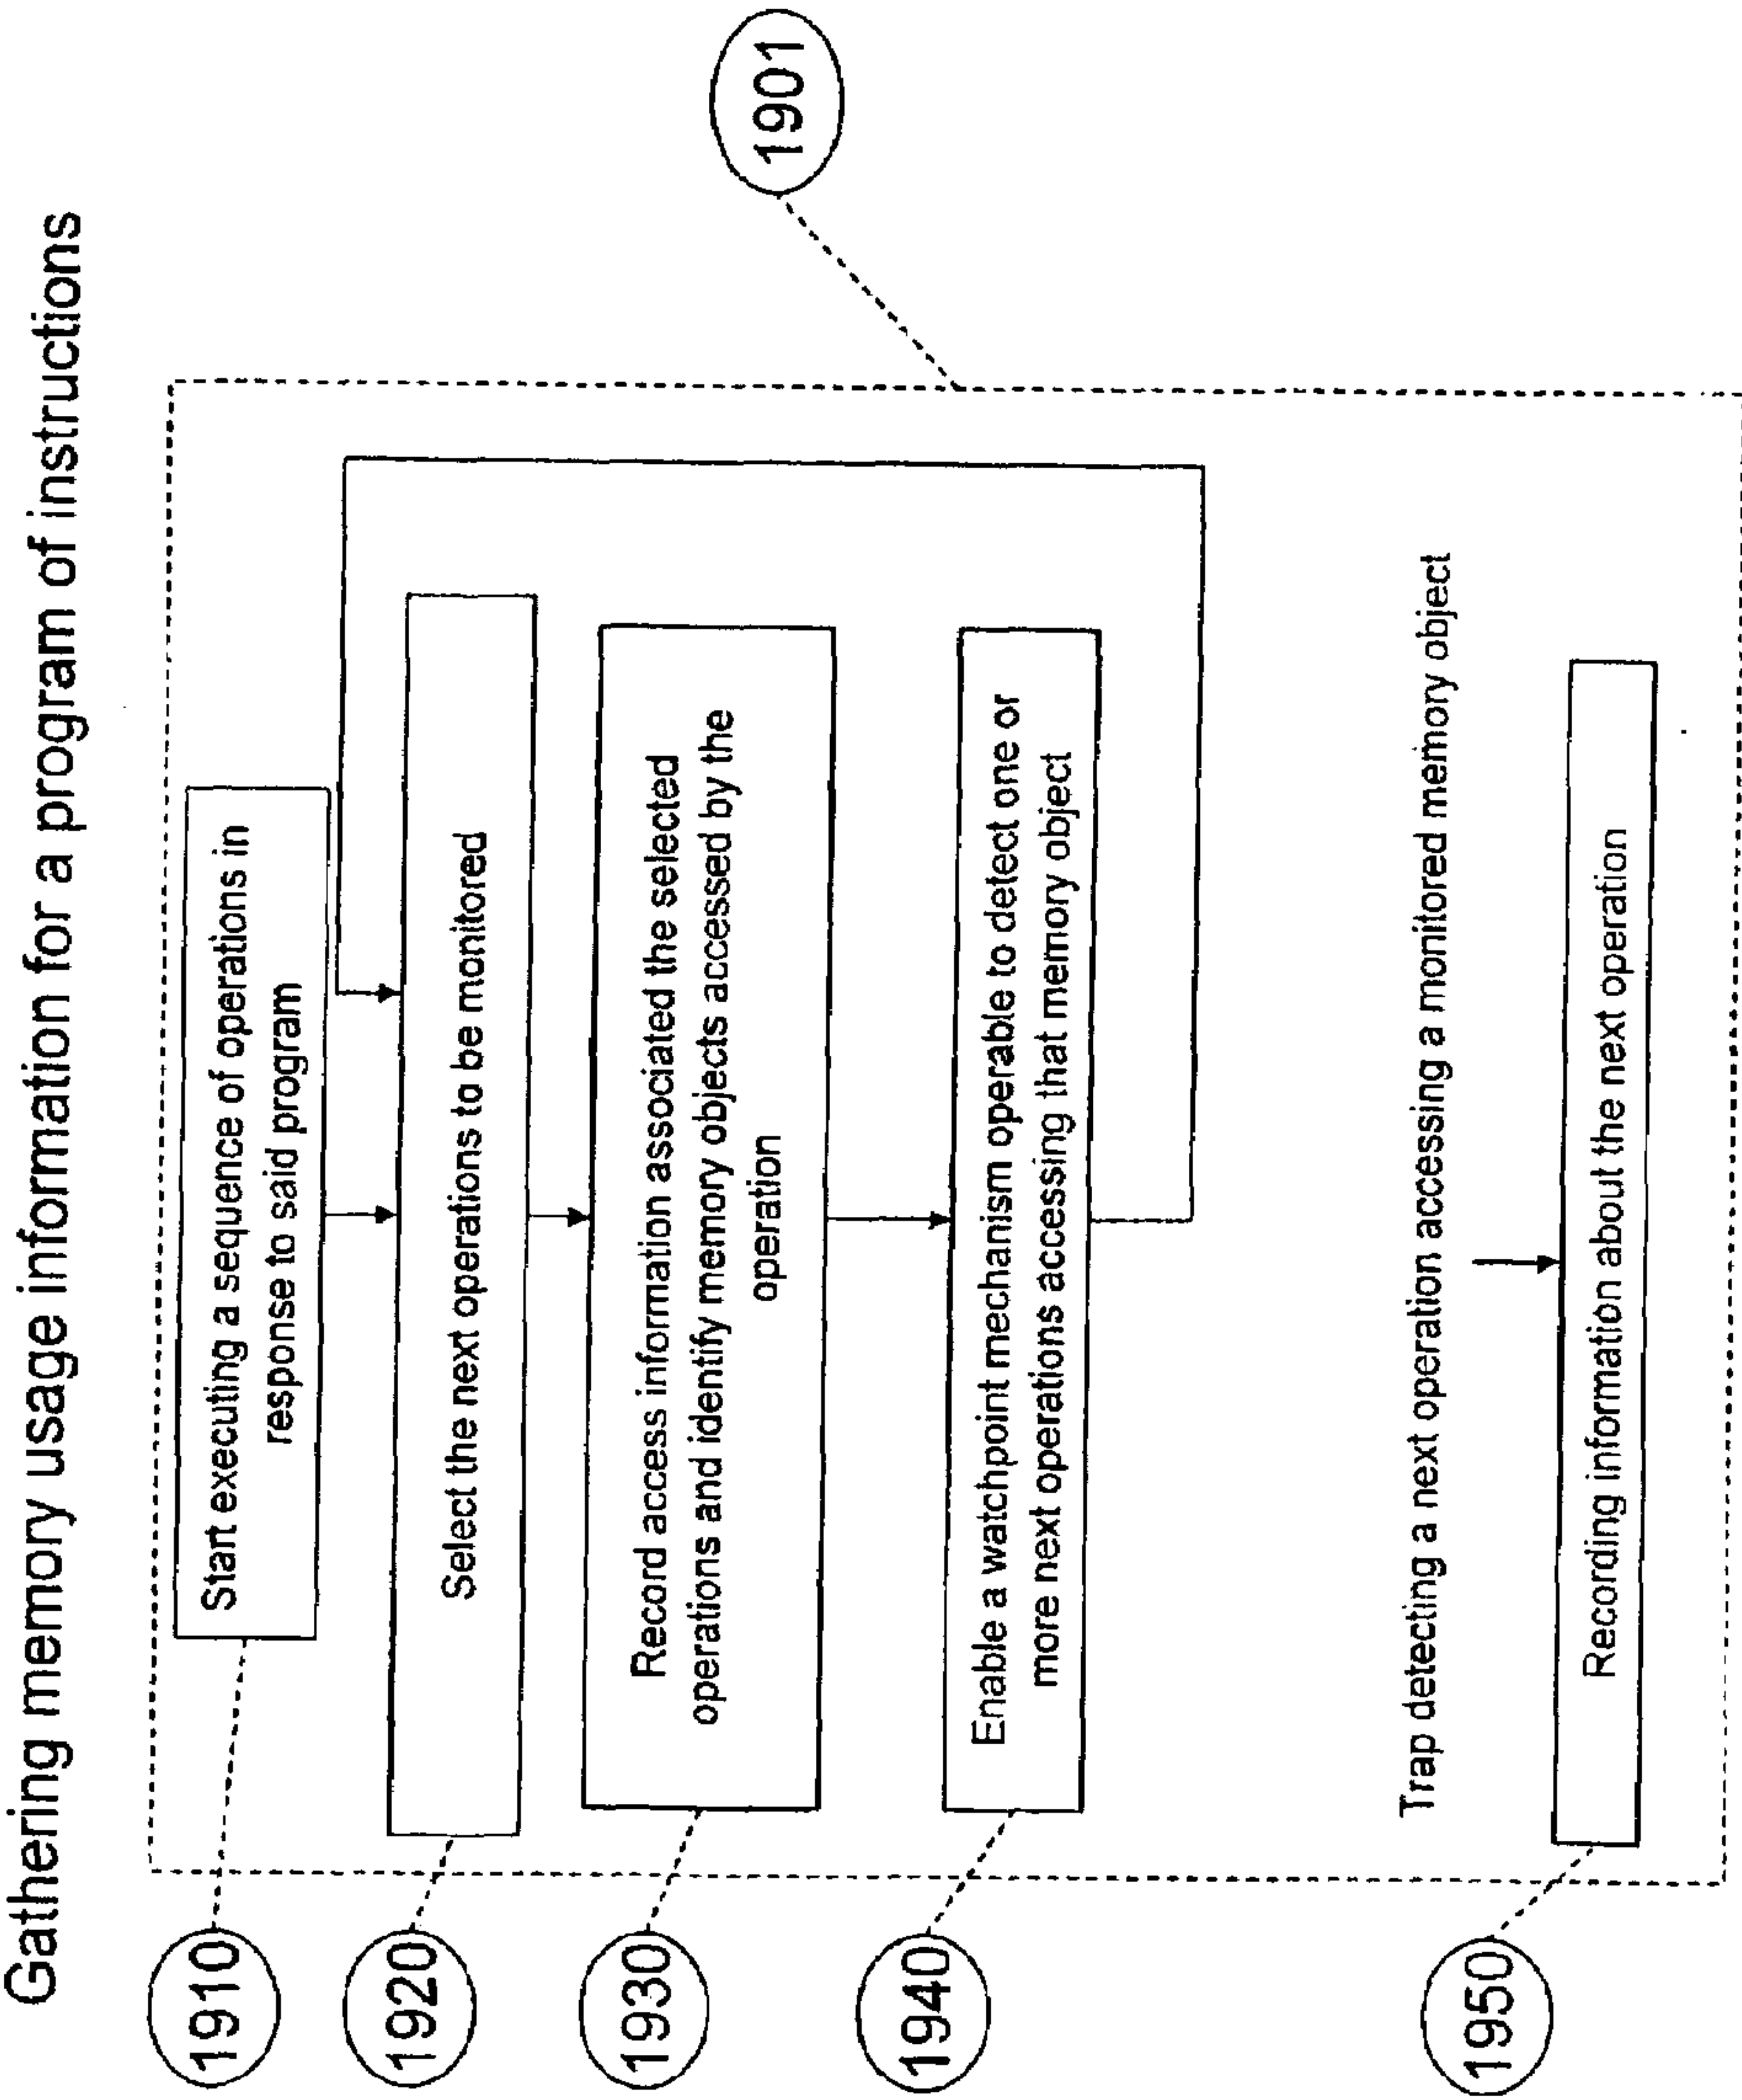 Gathering memory usage information for a program of instructions
1901
1910
Start executing a sequence of operations in
response to said program
1920
Select the next operations to be monitored
1930
Record access information associated the selected
operations and identify memory objects accessed by the
operation
1940
Enable a watchpoint mechanism operable to detect one or
more next operations accessing that memory object
Trap detecting a next operation accessing a monitored memory object
1950
Recording information about the next operation